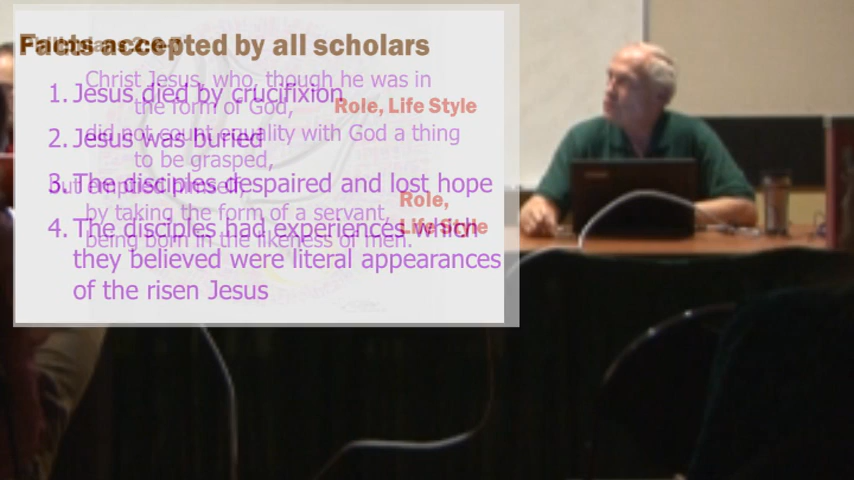 Facts accepted by all scholars
Christ Jesus, who, though he was in
1. Jesus died by crucifixion
the form of God,
Role, Life Style
did not count equality with God a thing
2. Jesus was buried
to be grasped,
but emptied himself,
3. The disciples despaired and lost hope
Role,
by taking the form of a servant,
Life Style
4. The disciples had experiences which
being born in the likeness of men.
they believed were literal appearances
of the risen Jesus